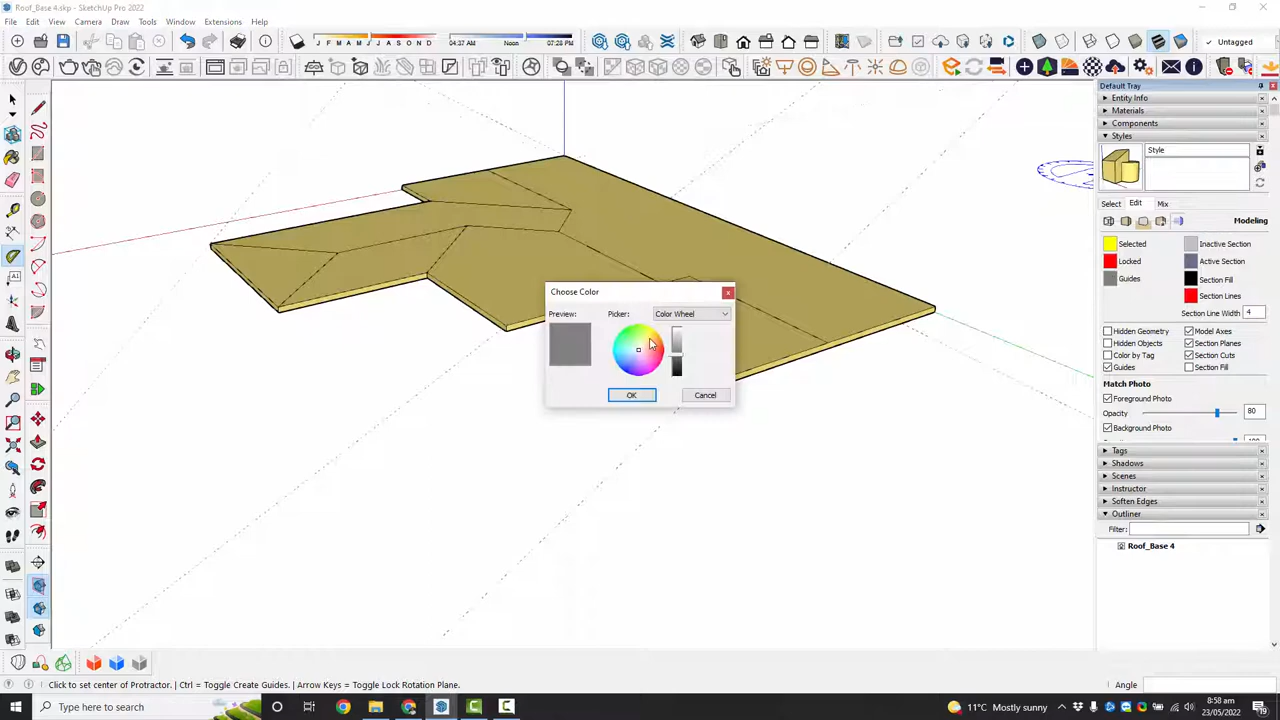 Roof_Base 4.skp - SketchUp Pro 2022
File Edit View Camera Draw Tools Window Extensions Help
J F M A M J J A S O N D
04:37 AM Noon 07:28 PM
Untagged
Default Tray
Entity Info
Materials
Components
Styles
Style
Select Edit Mix
Modeling
Selected Inactive Section
Locked Active Section
Guides Section Fill
Section Lines
Section Line Width 4
Hidden Geometry Model Axes
Hidden Objects Section Planes
Color by Tag Section Cuts
Guides Section Fill
Match Photo
Foreground Photo
Opacity 80
Background Photo
Tags
Shadows
Scenes
Instructor
Soften Edges
Outliner
Filter:
Roof_Base 4
Choose Color
Preview: Picker: Color Wheel
OK Cancel
Click to set center of Protractor. | Ctrl = Toggle Create Guides. | Arrow Keys = Toggle Lock Rotation Plane.
Angle
Type here to search
11°C Mostly sunny
8:58 am
23/05/2022